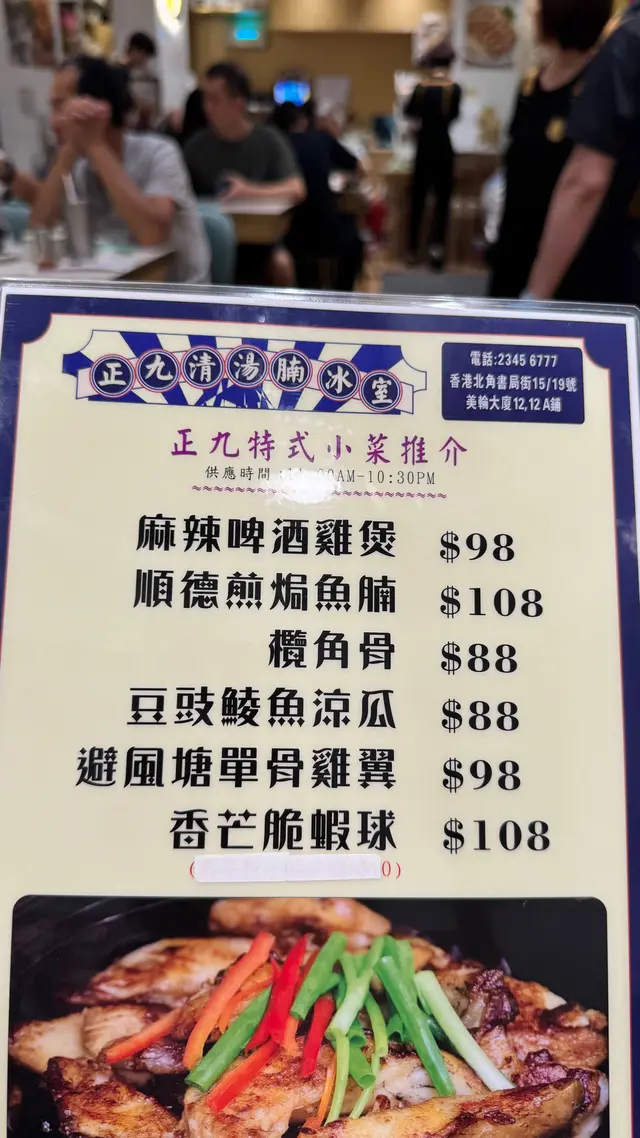 正九清湯腩冰室
電話:2345 6777
香港北角書局街15/19號
美輪大廈12,12A鋪
正九特式小菜推介
供應時間 -10:30PM
麻辣啤酒雞煲 $98
順德煎焗魚腩 $108
欖角骨 $88
豆豉鯪魚涼瓜 $88
避風塘單骨雞翼 $98
香芒脆蝦球 $108
( 0)